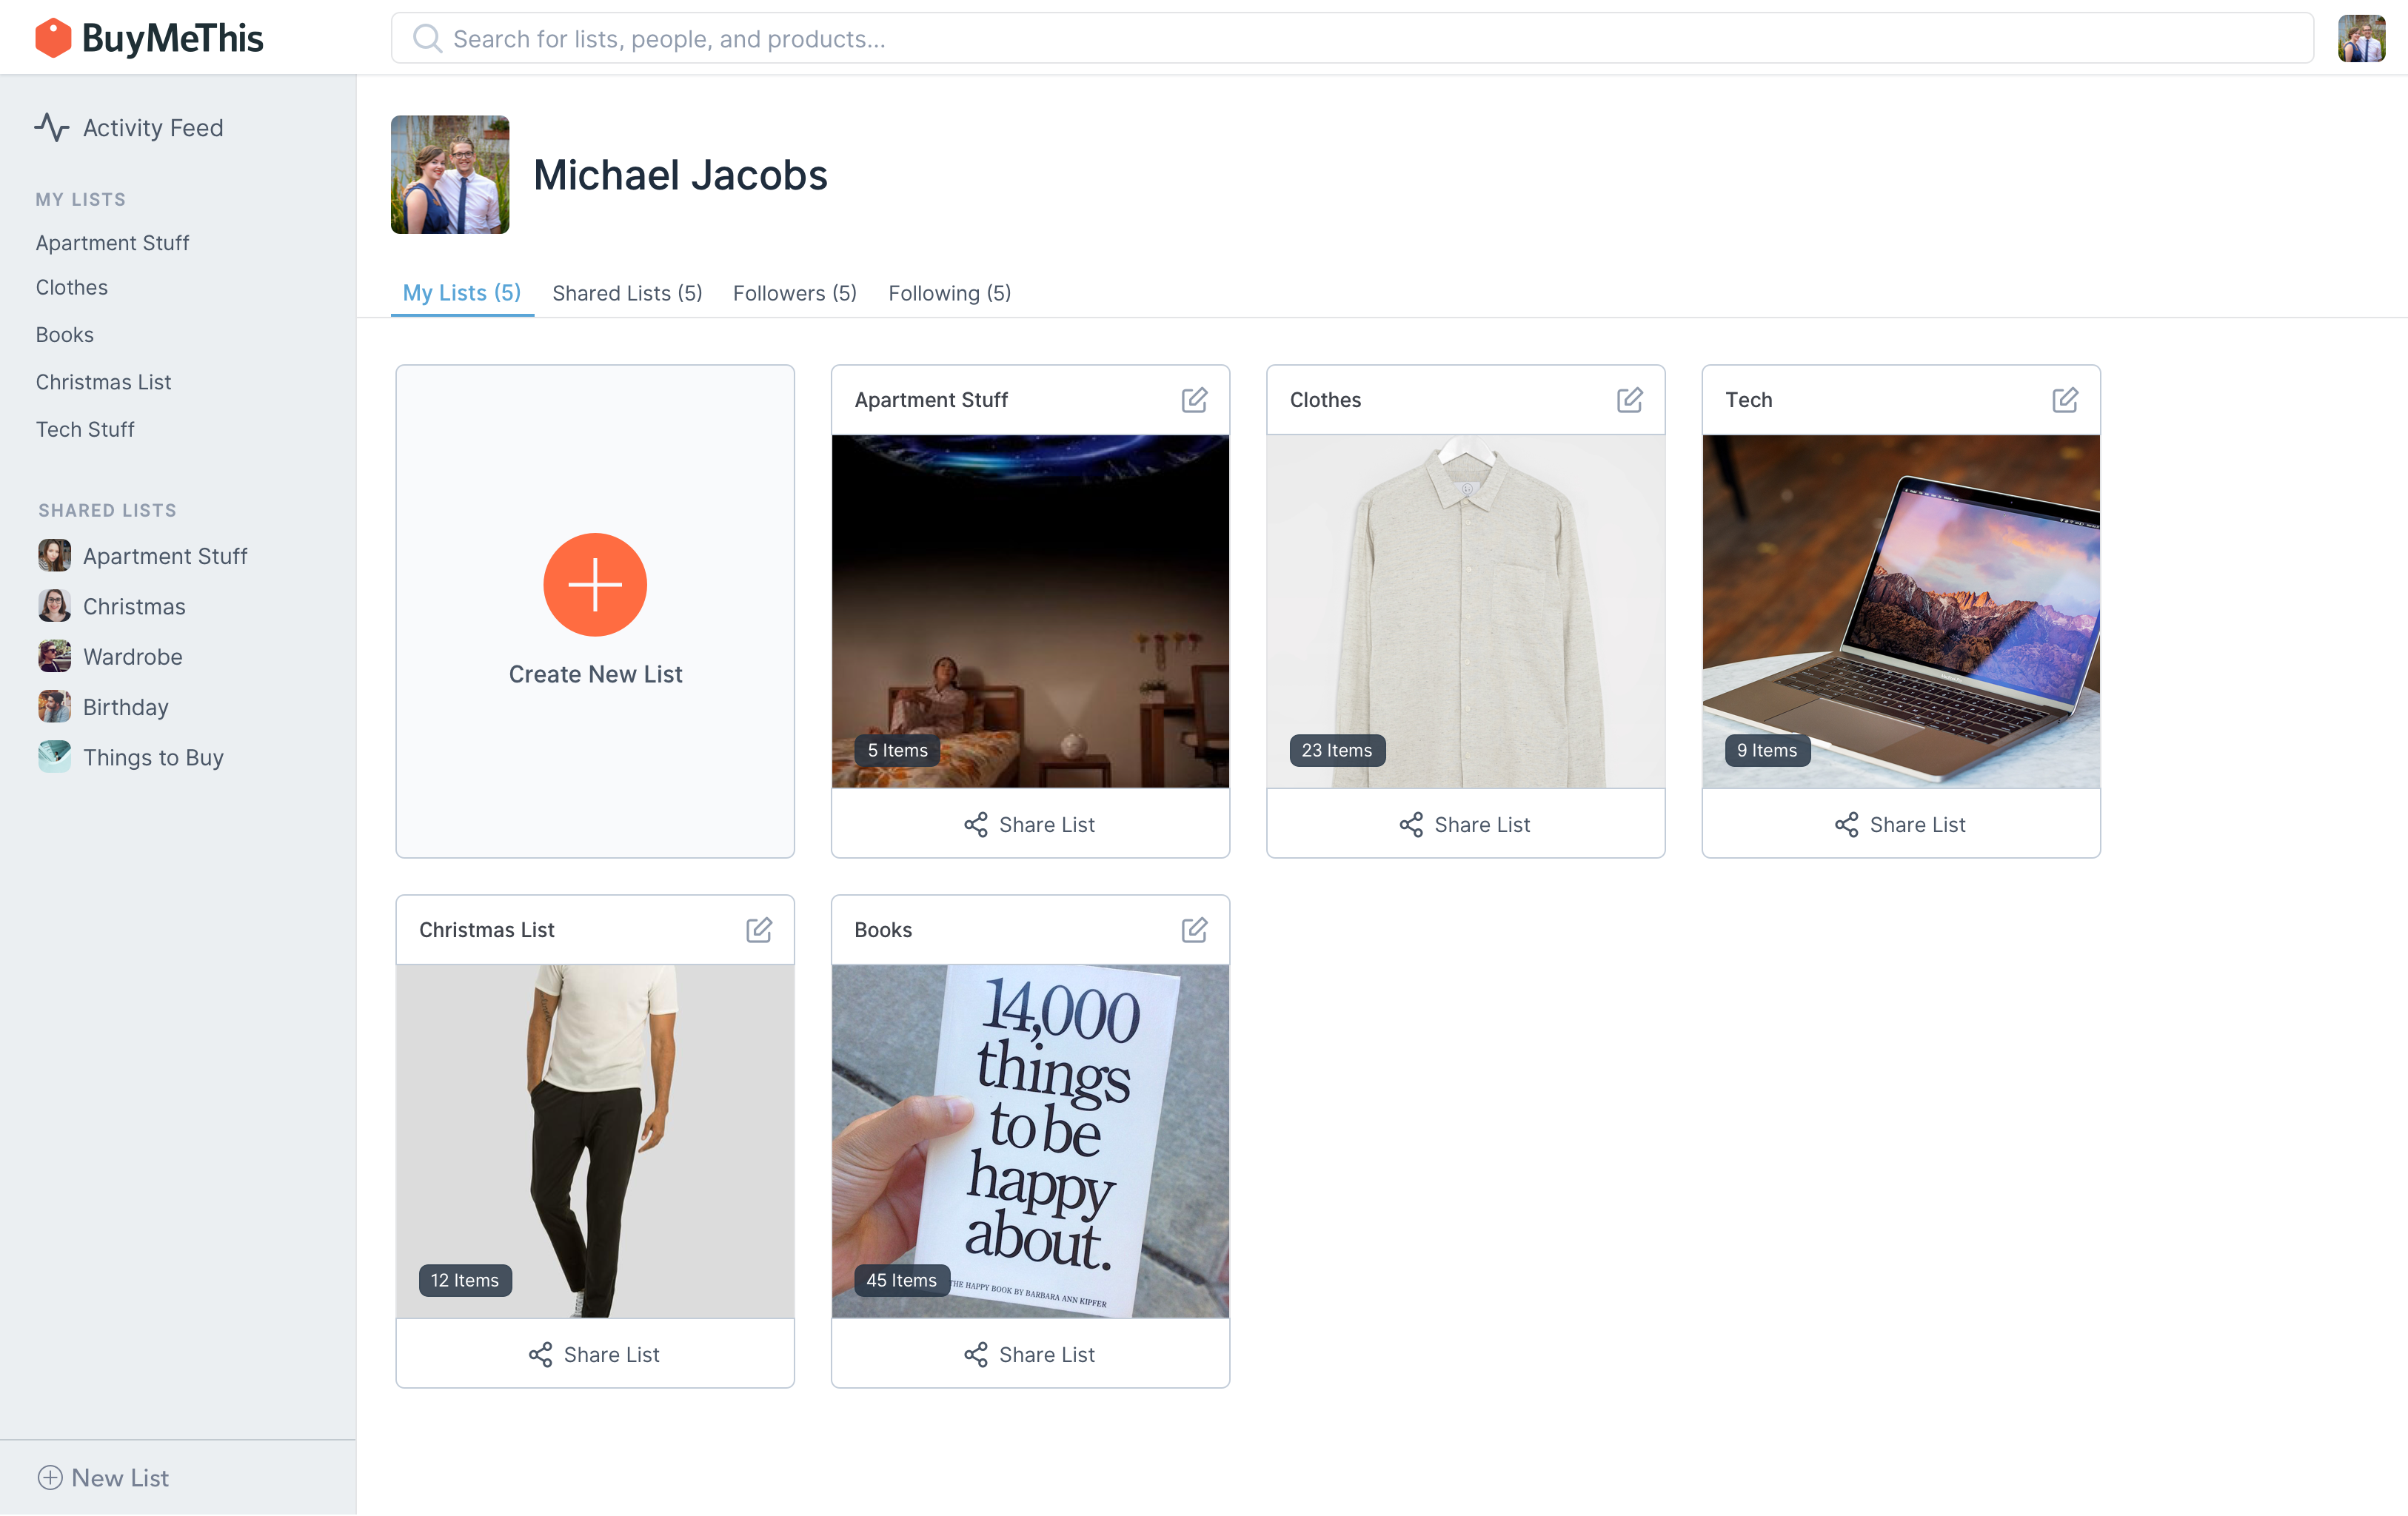 BuyMeThis
Search for lists, people, and products...
Activity Feed
MY LISTS
Apartment Stuff
Clothes
Books
Christmas List
Tech Stuff
SHARED LISTS
Apartment Stuff
Christmas
Wardrobe
Birthday
Things to Buy
New List
Michael Jacobs
My Lists (5)
Shared Lists (5)
Followers (5)
Following (5)
Create New List
Apartment Stuff
5 Items
Share List
Clothes
23 Items
Share List
Tech
9 Items
Share List
Christmas List
12 Items
Share List
Books
14,000
things
to be
happy
about.
THE HAPPY BOOK BY BARBARA ANN KIPFER
45 Items
Share List